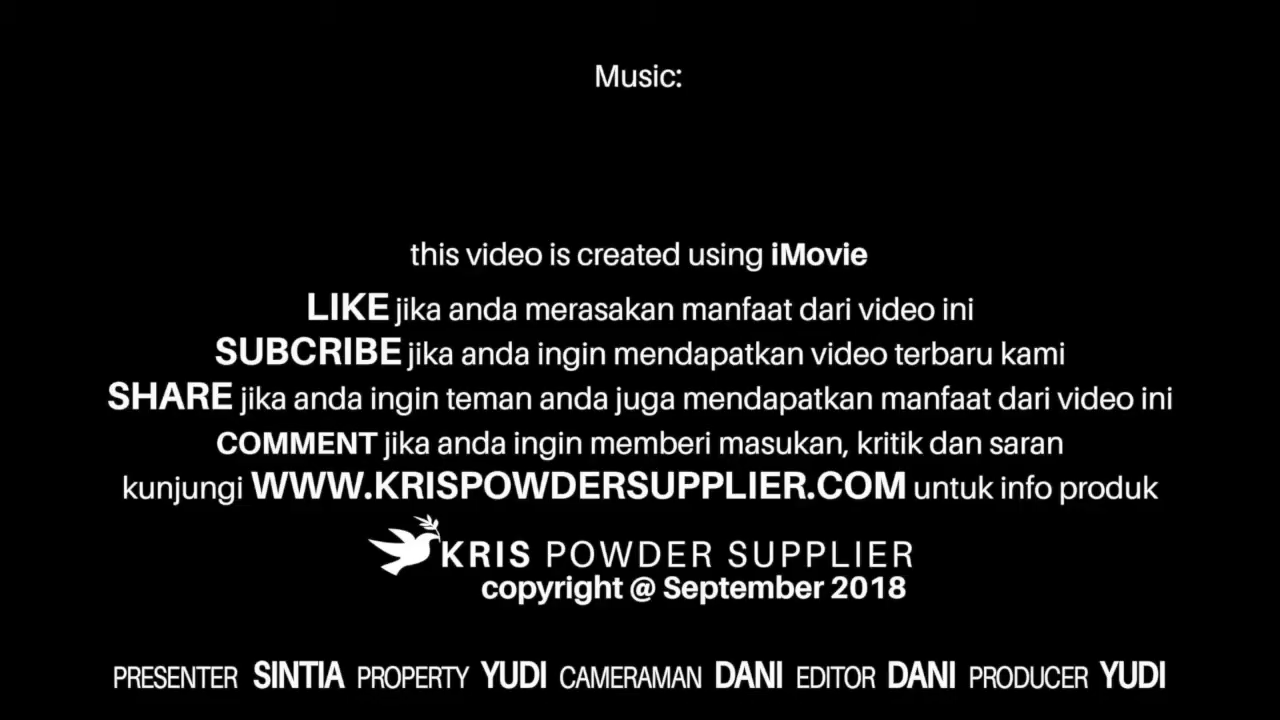 Music:
this video is created using iMovie
LIKE jika anda merasakan manfaat dari video ini
SUBCRIBE jika anda ingin mendapatkan video terbaru kami
SHARE jika anda ingin teman anda juga mendapatkan manfaat dari video ini
COMMENT jika anda ingin memberi masukan, kritik dan saran
kunjungi WWW.KRISPOWDERSUPPLIER.COM untuk info produk
KRIS POWDER SUPPLIER
copyright @ September 2018
PRESENTER SINTIA PROPERTY YUDI CAMERAMAN DANI EDITOR DANI PRODUCER YUDI